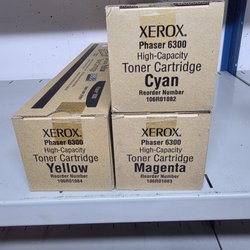 XEROX.
Phaser 6300
High-Capacity
Toner Cartridge
Cyan
Reorder Number
106R01082
XEROX.
Phaser 6300
High-Capacity
Toner Cartridge
Yellow
Reorder Number
106R01084
XEROX.
Phaser 6300
High-Capacity
Toner Cartridge
Magenta
Reorder Number
106R01083